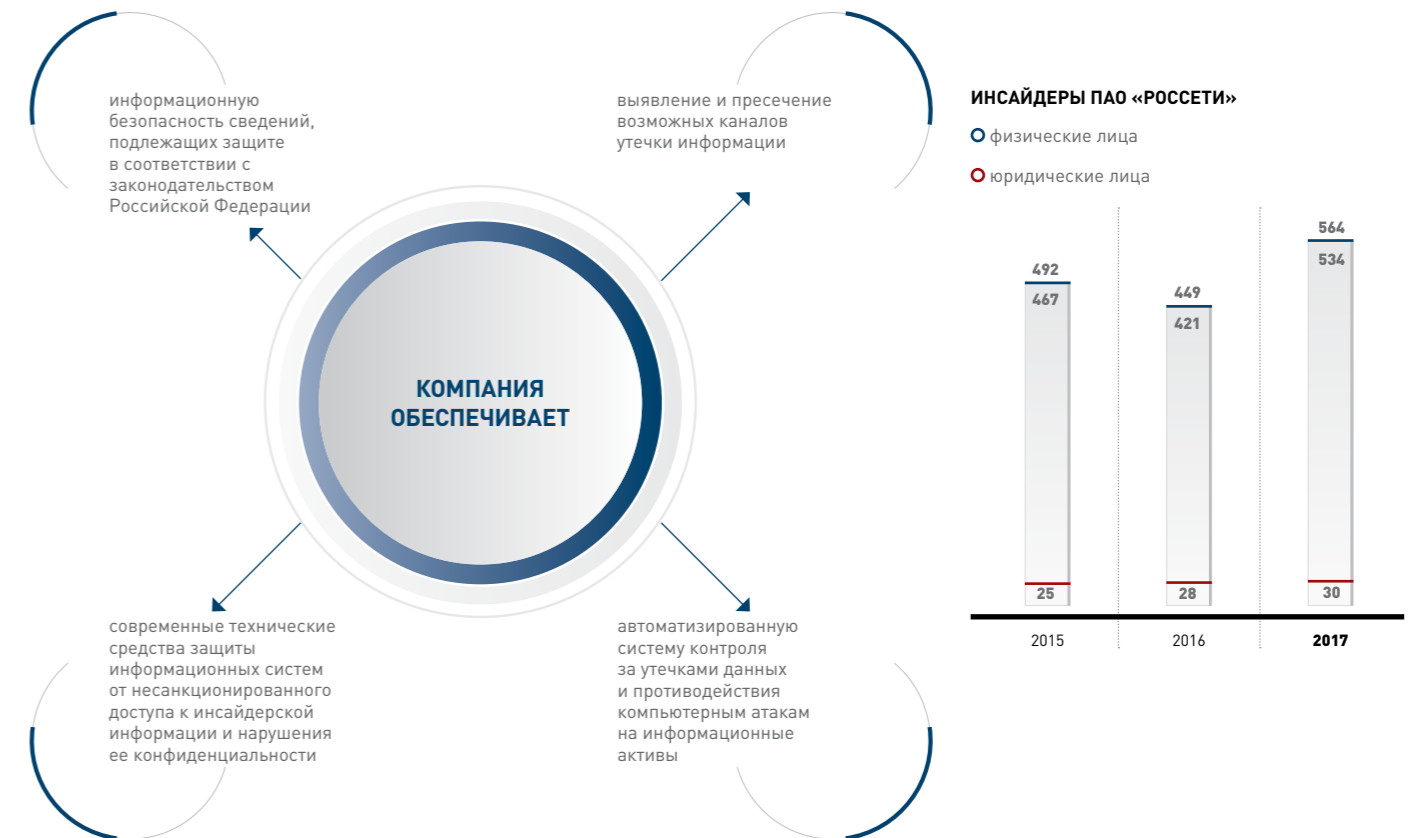 информационную
безопасность сведений,
подлежащих защите
в соответствии с
законодательством
Российской Федерации
выявление и пресечение
возможных каналов
утечки информации
КОМПАНИЯ
ОБЕСПЕЧИВАЕТ
современные технические
средства защиты
информационных систем
от несанкционированного
доступа к инсайдерской
информации и нарушения
ее конфиденциальности
автоматизированную
систему контроля
за утечками данных
и противодействия
компьютерным атакам
на информационные
активы
ИНСАЙДЕРЫ ПАО «РОССЕТИ»
физические лица
юридические лица
492
467
25
449
421
28
564
534
30
2015
2016
2017